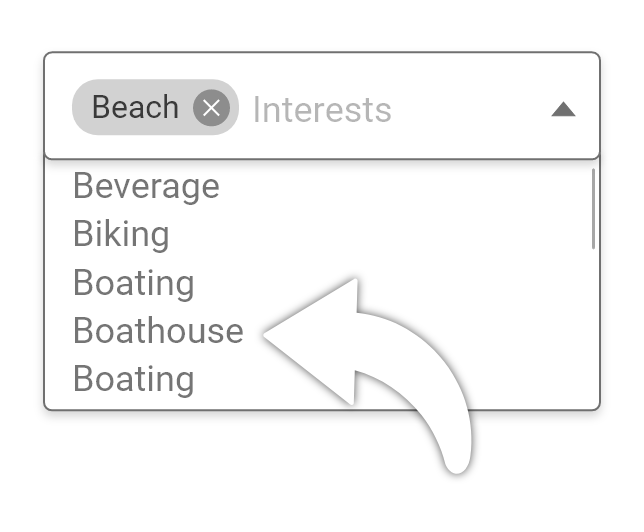 Beach Interests
Beverage
Biking
Boating
Boathouse
Boating